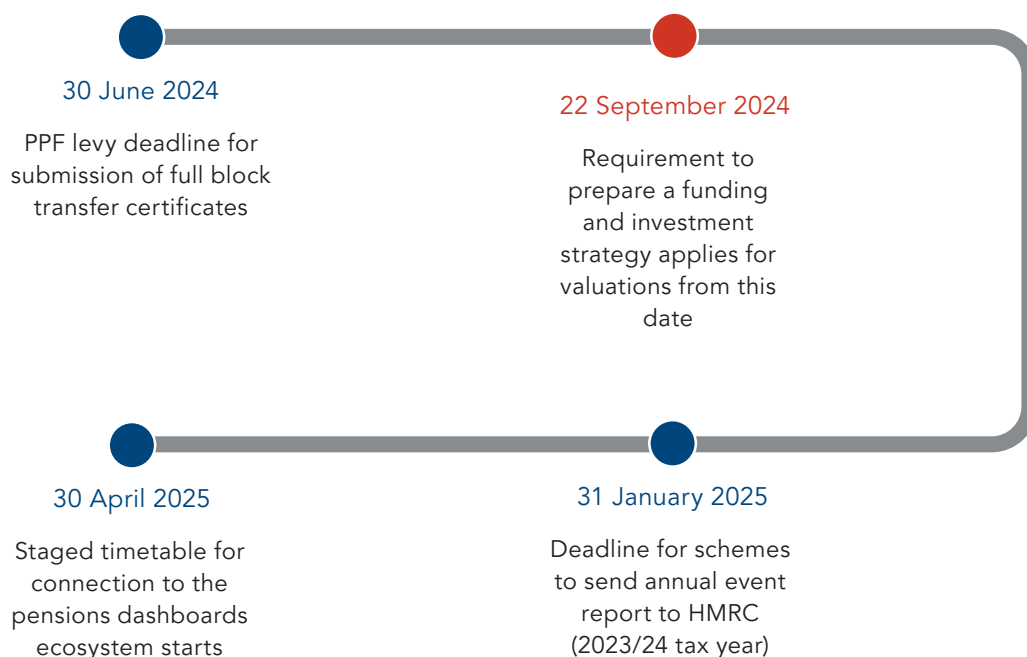 30 June 2024
PPF levy deadline for
submission of full block
transfer certificates
22 September 2024
Requirement to
prepare a funding
and investment
strategy applies for
valuations from this
date
31 January 2025
Deadline for schemes
to send annual event
report to HMRC
(2023/24 tax year)
30 April 2025
Staged timetable for
connection to the
pensions dashboards
ecosystem starts